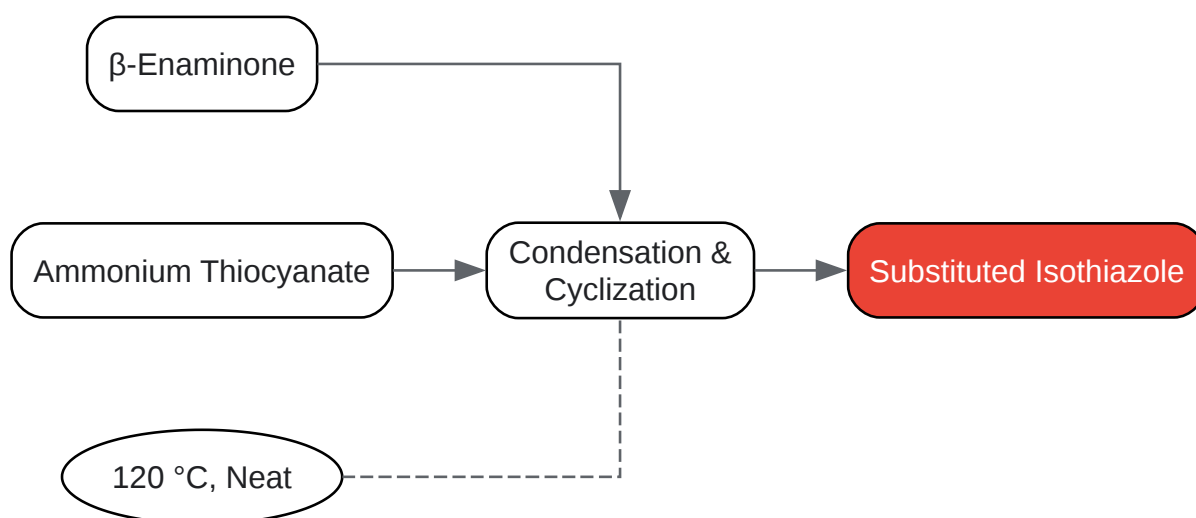 β-Enaminone
Ammonium Thiocyanate
Condensation &
Cyclization
Substituted Isothiazole
120 °C, Neat